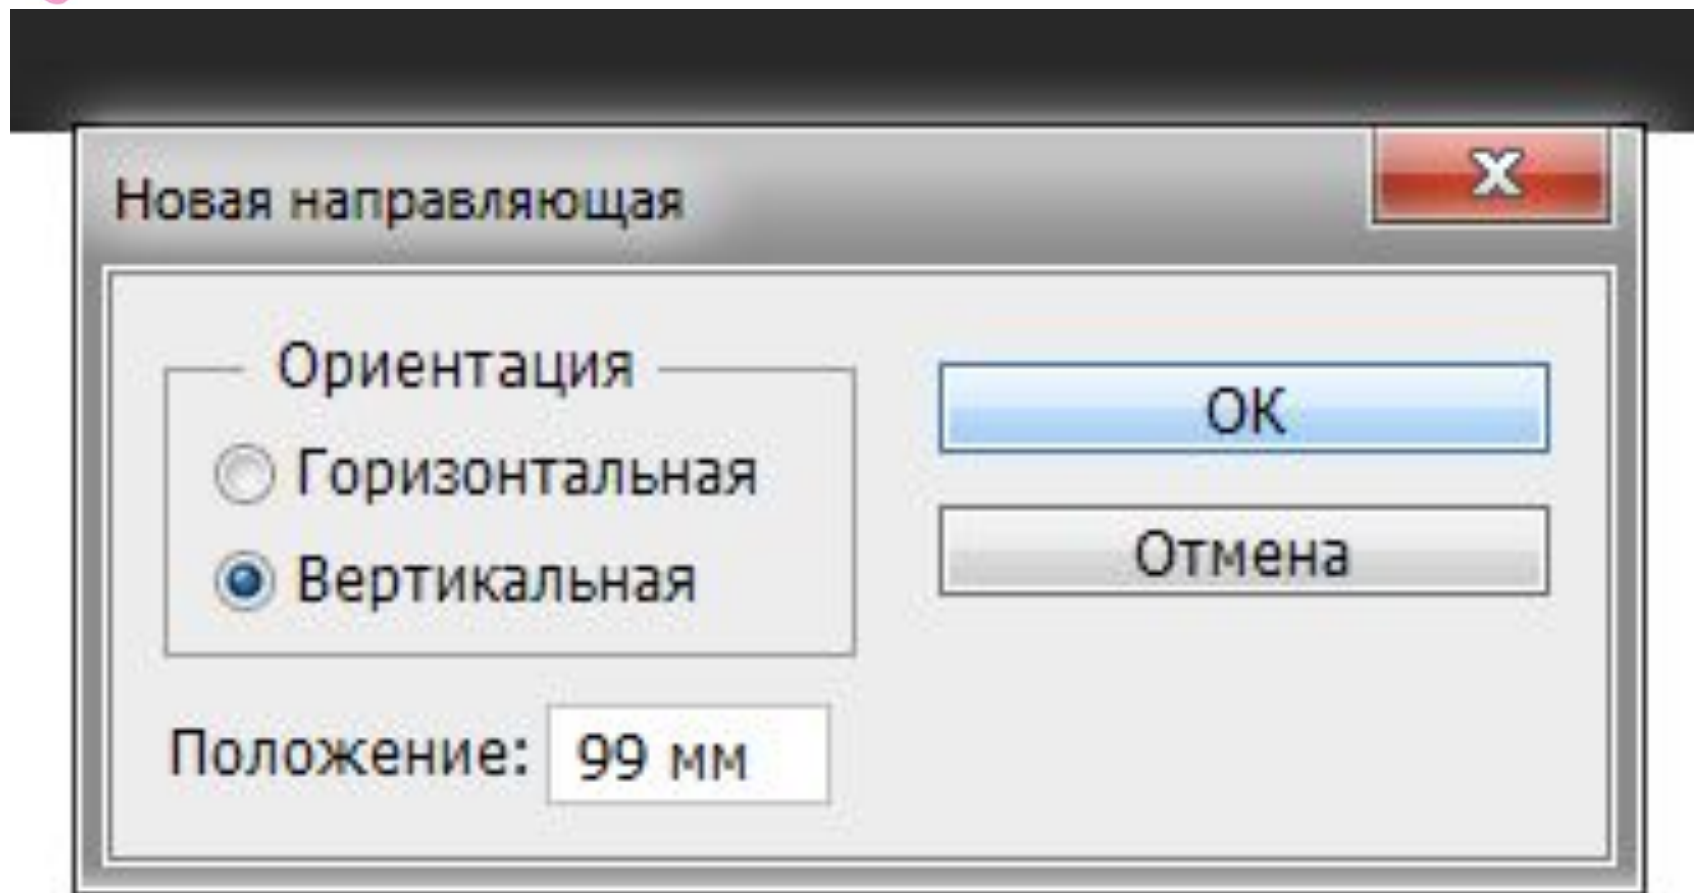 Новая направляющая
Ориентация
Горизонтальная
Вертикальная
Положение: 99 мм
ОК
Отмена